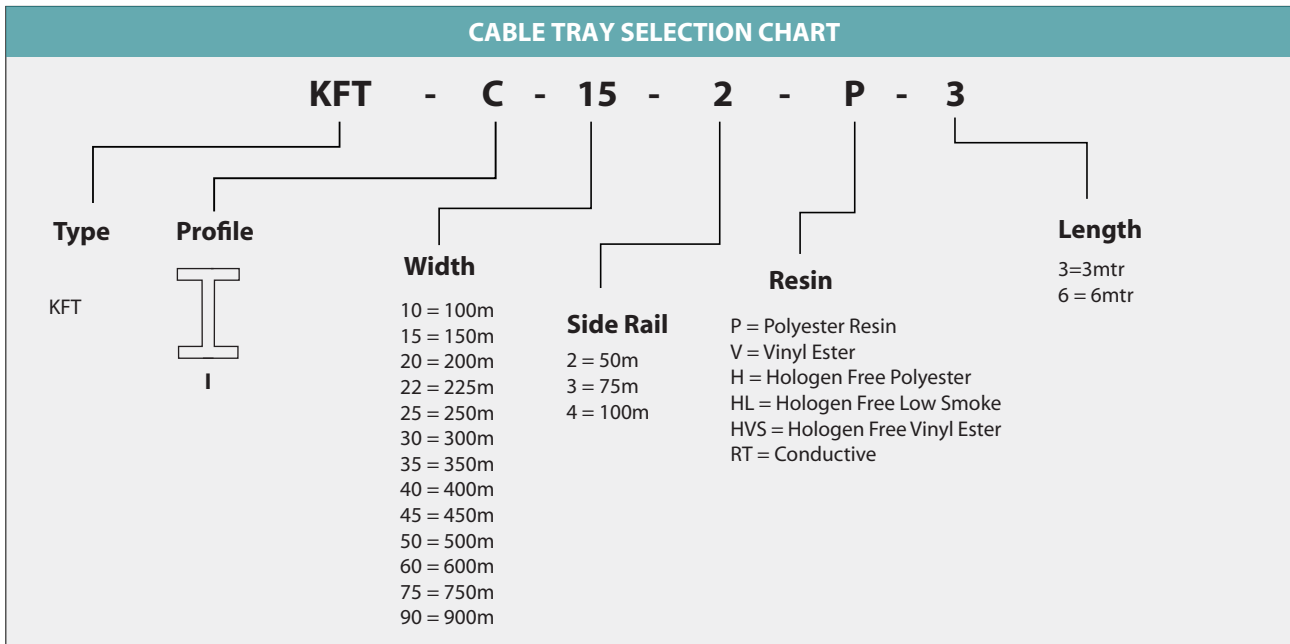 CABLE TRAY SELECTION CHART
KFT - C - 15 - 2 - P - 3
Type
KFT
Profile
I
Width
10 = 100m
15 = 150m
20 = 200m
22 = 225m
25 = 250m
30 = 300m
35 = 350m
40 = 400m
45 = 450m
50 = 500m
60 = 600m
75 = 750m
90 = 900m
Side Rail
2 = 50m
3 = 75m
4 = 100m
Resin
P = Polyester Resin
V = Vinyl Ester
H = Hologen Free Polyester
HL = Hologen Free Low Smoke
HVS = Hologen Free Vinyl Ester
RT = Conductive
Length
3=3mtr
6 = 6mtr